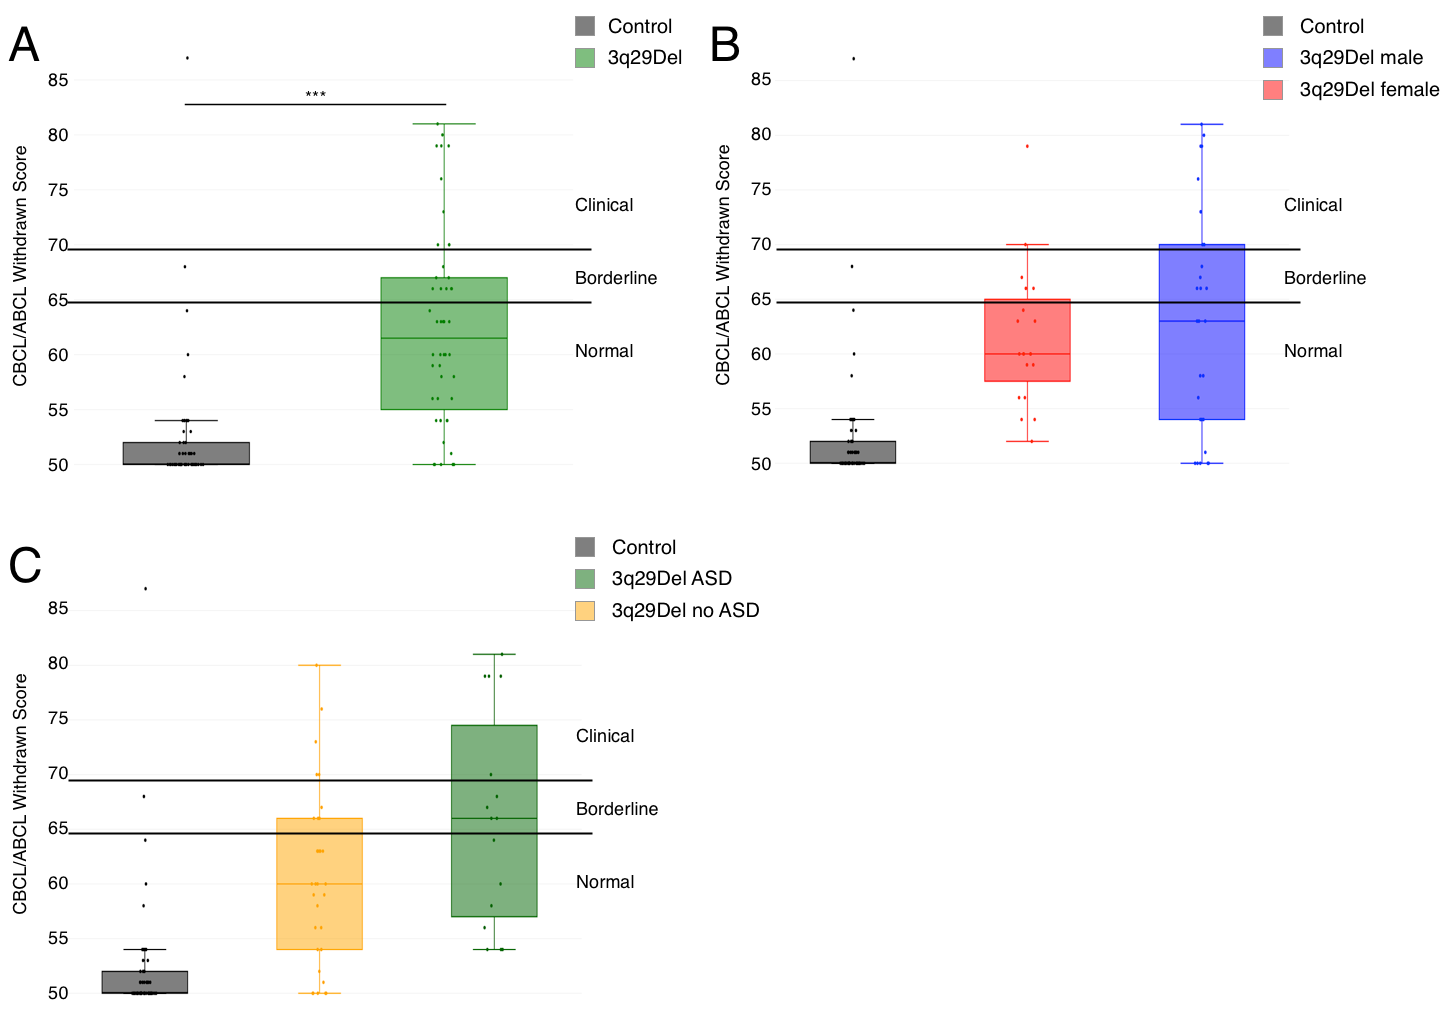 A
Control
3q29Del
CBCL/ABCL Withdrawn Score
85
80
75
70
65
60
55
50
***
Clinical
Borderline
Normal
B
Control
3q29Del male
3q29Del female
CBCL/ABCL Withdrawn Score
85
80
75
70
65
60
55
50
Clinical
Borderline
Normal
C
Control
3q29Del ASD
3q29Del no ASD
CBCL/ABCL Withdrawn Score
85
80
75
70
65
60
55
50
Clinical
Borderline
Normal